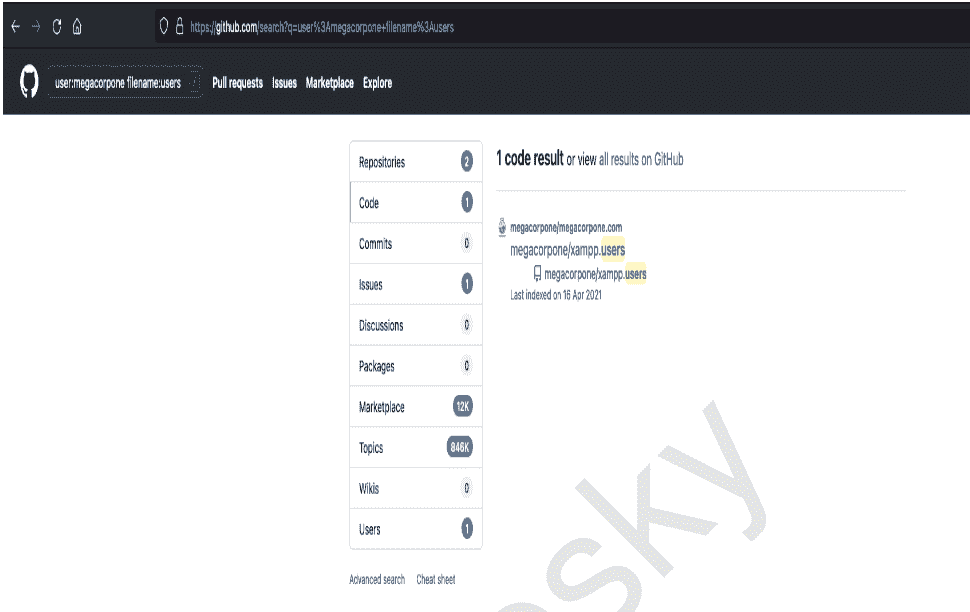 https://github.com/search?q=user%3Amegacorpone+filename%3Ausers
user:megacorpone filename:users / Pull requests Issues Marketplace Explore
Repositories 2
Code 1
Commits 0
Issues 1
Discussions 0
Packages 0
Marketplace 12K
Topics 846K
Wikis 0
Users 1
Advanced search Cheat sheet
1 code result or view all results on GitHub
megacorpone/megacorpone.com
megacorpone/xampp.users
megacorpone/xampp.users
Last indexed on 16 Apr 2021
sky